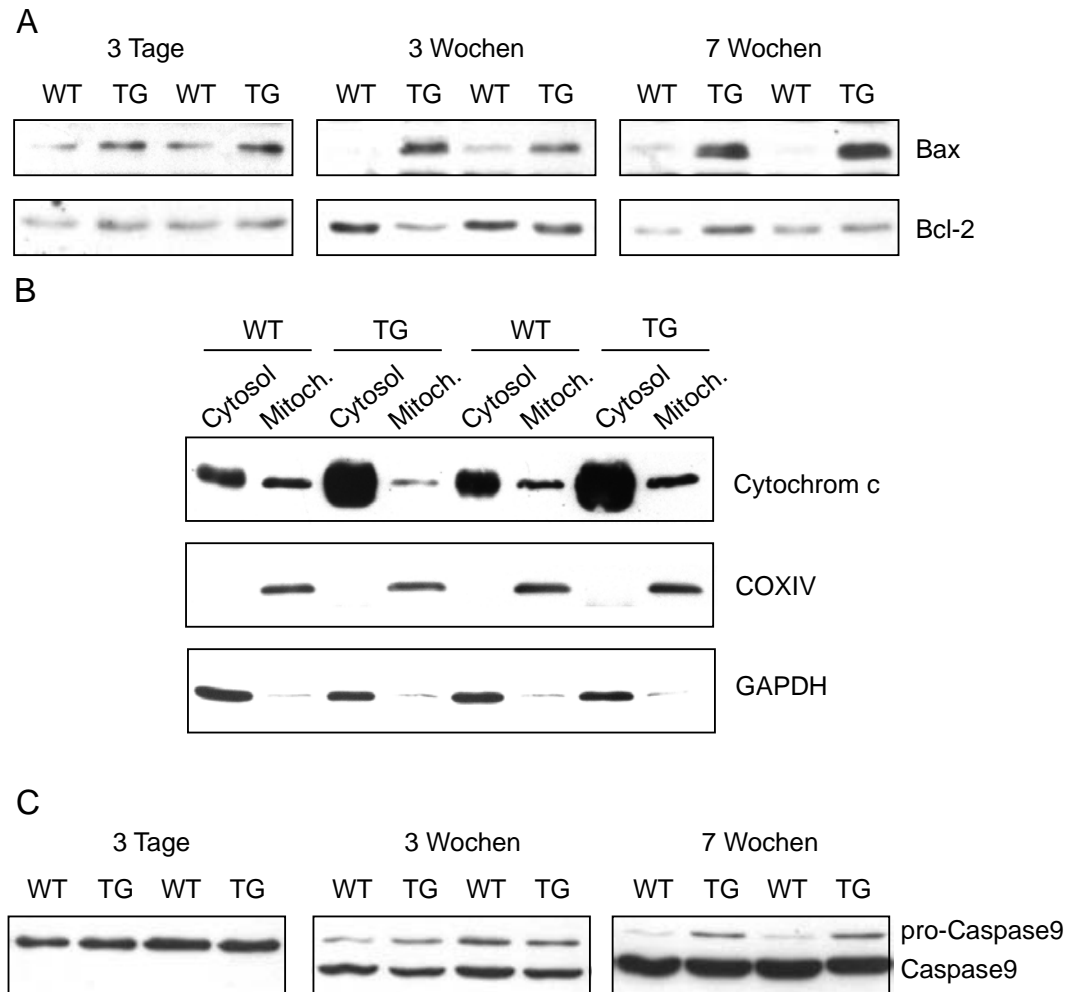 A
3 Tage 3 Wochen 7 Wochen
WT TG WT TG WT TG WT TG WT TG WT TG
Bax
Bcl-2
B
WT TG WT TG
Cytosol Mitoch. Cytosol Mitoch. Cytosol Mitoch. Cytosol Mitoch.
Cytochrom c
COXIV
GAPDH
C
3 Tage 3 Wochen 7 Wochen
WT TG WT TG WT TG WT TG WT TG WT TG
pro-Caspase9
Caspase9